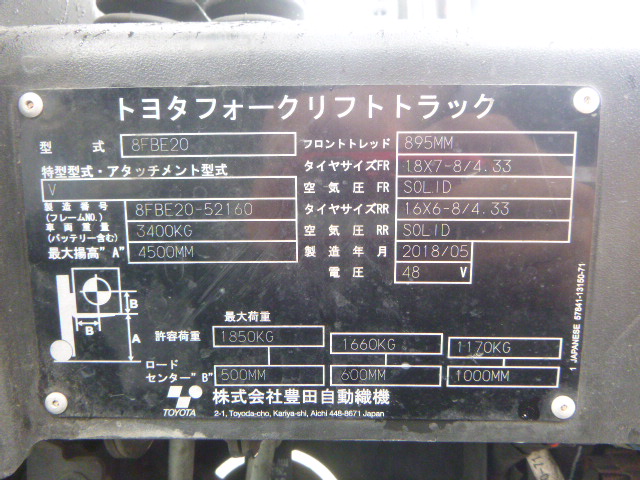 トヨタフォークリフトトラック
型式 8FBE20 フロントトレッド 895MM
特型型式・アタッチメント型式 タイヤサイズFR 18X7-8/4.33
V 空気圧 FR SOLID
製造番号(フレームNO.) 8FBE20-52160 タイヤサイズRR 16X6-8/4.33
車両重量(バッテリー含む) 3400KG 空気圧 RR SOLID
最大揚高"A" 4500MM 製造年月 2018/05
電圧 48 V
B
B A
最大荷重
許容荷重 1850KG 1660KG 1170KG
ロードセンター"B" 500MM 600MM 1000MM
TOYOTA 株式会社豊田自動織機
2-1, Toyoda-cho, Kariya-shi, Aichi 448-8671 Japan
1 JAPANESE 57841-13150-71